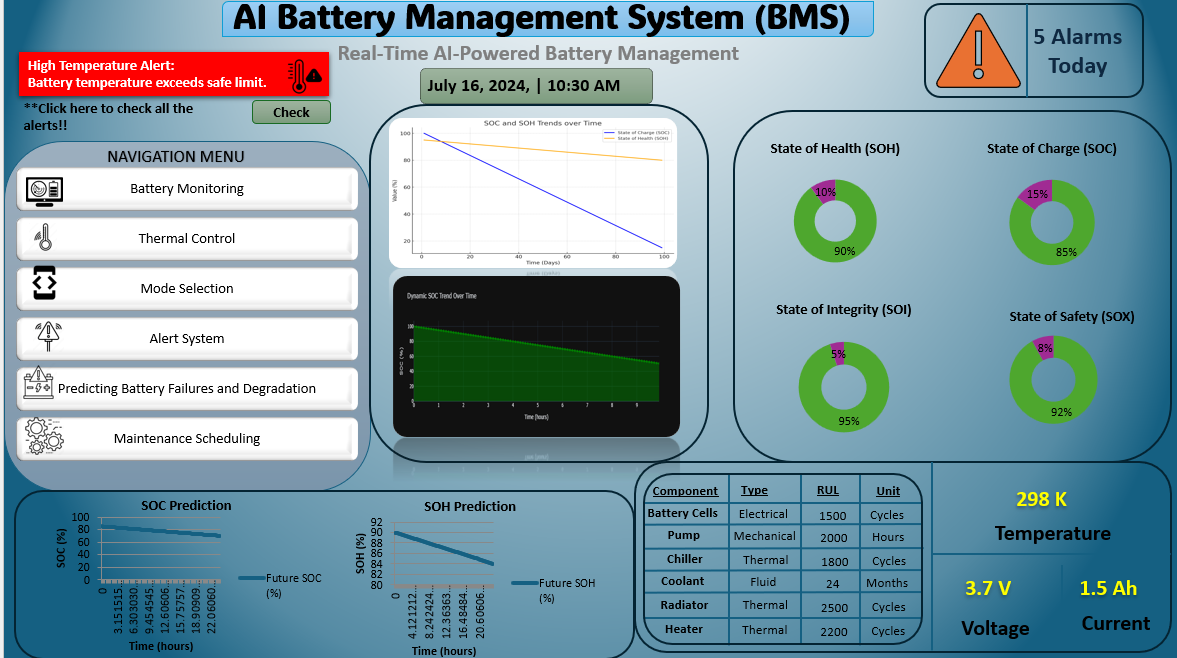 AI Battery Management System (BMS)
Real-Time AI-Powered Battery Management
July 16, 2024, | 10:30 AM
5 Alarms
Today
High Temperature Alert:
Battery temperature exceeds safe limit.
**Click here to check all the
alerts!!
Check
NAVIGATION MENU
Battery Monitoring
Thermal Control
Mode Selection
Alert System
Predicting Battery Failures and Degradation
Maintenance Scheduling
SOC and SOH Trends over Time
State of Charge (SOC)
State of Health (SOH)
Value (%)
100
80
60
40
20
0 20 40 60 80 100
Time (Days)
Dynamic SOC Trend Over Time
SOC (%)
100
80
60
40
20
0
0 1 2 3 4 5 6 7 8 9
Time (hours)
State of Health (SOH)
10%
90%
State of Charge (SOC)
15%
85%
State of Integrity (SOI)
5%
95%
State of Safety (SOX)
8%
92%
SOC Prediction
SOC (%)
100
80
60
40
20
0
0 3.151515... 6.303030... 9.454545... 12.60606... 15.75757... 18.90909... 22.06060...
Time (hours)
Future SOC
(%)
SOH Prediction
SOH (%)
92
90
88
86
84
82
80
0 4.121212... 8.242424... 12.36363... 16.48484... 20.60606...
Time (hours)
Future SOH
(%)
Component Type RUL Unit
Battery Cells Electrical 1500 Cycles
Pump Mechanical 2000 Hours
Chiller Thermal 1800 Cycles
Coolant Fluid 24 Months
Radiator Thermal 2500 Cycles
Heater Thermal 2200 Cycles
298 K
Temperature
3.7 V
Voltage
1.5 Ah
Current